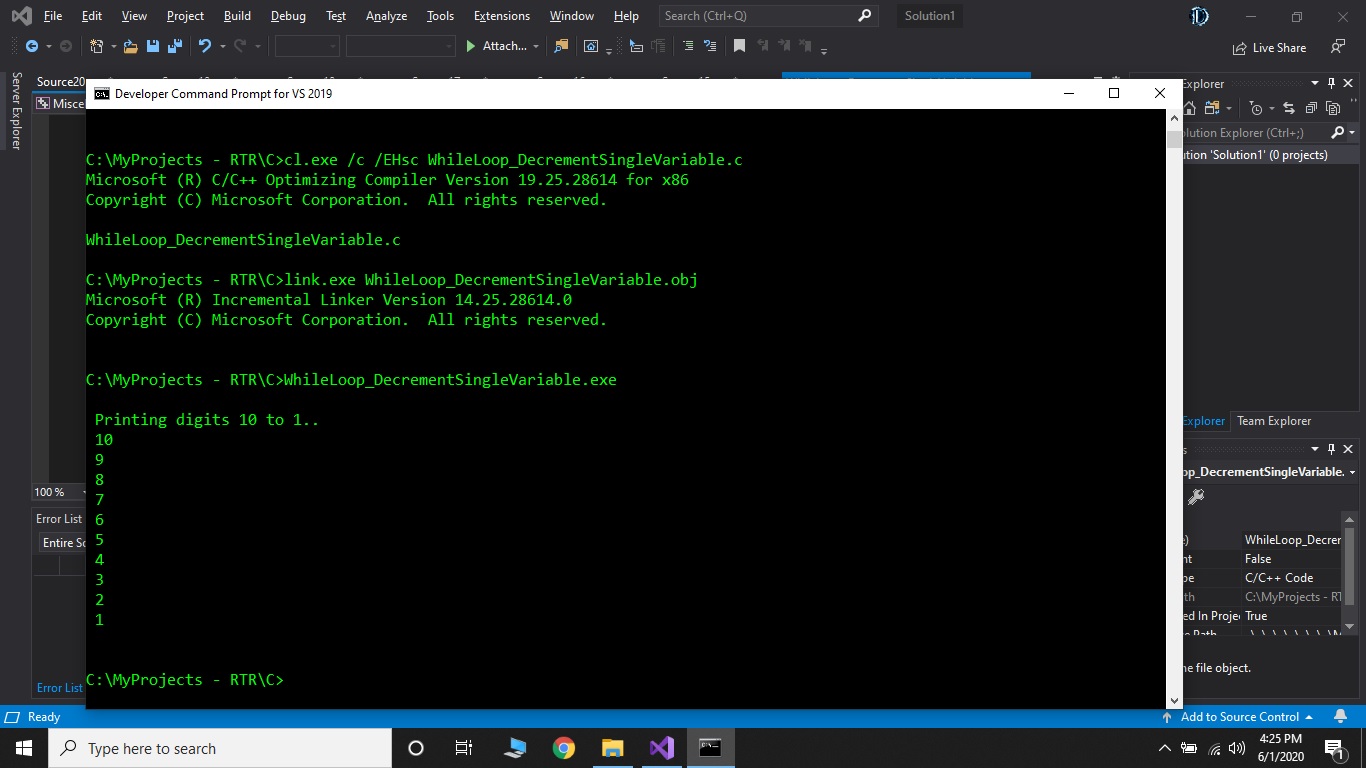 File Edit View Project Build Debug Test Analyze Tools Extensions Window Help Search (Ctrl+Q) Solution1
Attach... Live Share
Server Explorer
Source20
Explorer
Misce
Developer Command Prompt for VS 2019
Solution Explorer (Ctrl+;)
'Solution1' (0 projects)
C:\MyProjects - RTR\C>cl.exe /c /EHsc WhileLoop_DecrementSingleVariable.c
Microsoft (R) C/C++ Optimizing Compiler Version 19.25.28614 for x86
Copyright (C) Microsoft Corporation.  All rights reserved.
WhileLoop_DecrementSingleVariable.c
C:\MyProjects - RTR\C>link.exe WhileLoop_DecrementSingleVariable.obj
Microsoft (R) Incremental Linker Version 14.25.28614.0
Copyright (C) Microsoft Corporation.  All rights reserved.
C:\MyProjects - RTR\C>WhileLoop_DecrementSingleVariable.exe
Printing digits 10 to 1..
10
9
8
7
6
5
4
3
2
1
C:\MyProjects - RTR\C>
Explorer Team Explorer
op_DecrementSingleVariable.
WhileLoop_Decrer
False
C/C++ Code
C:\MyProjects - RT
ed In Proje True
he file object.
100 %
Error List
Entire So
Error List
Ready
Add to Source Control
Type here to search
4:25 PM
6/1/2020
1